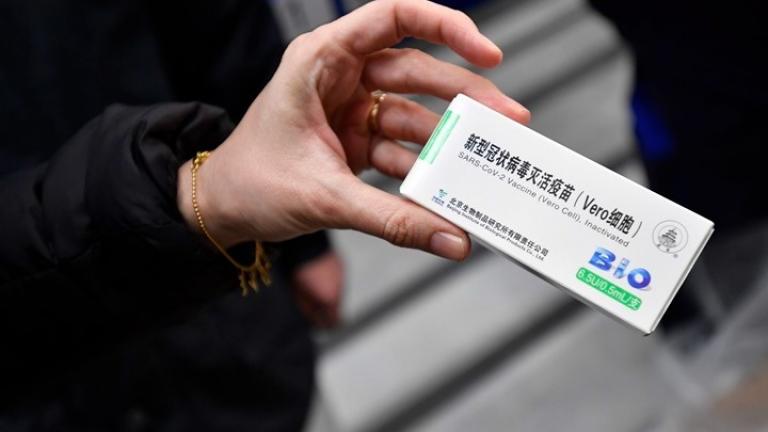 新型冠状病毒灭活疫苗（Vero细胞）
SARS-CoV-2 Vaccine (Vero Cell), Inactivated
北京生物制品研究所有限责任公司
Beijing Institute of Biological Products Co., Ltd.
BIO
6.5U/0.5mL/支